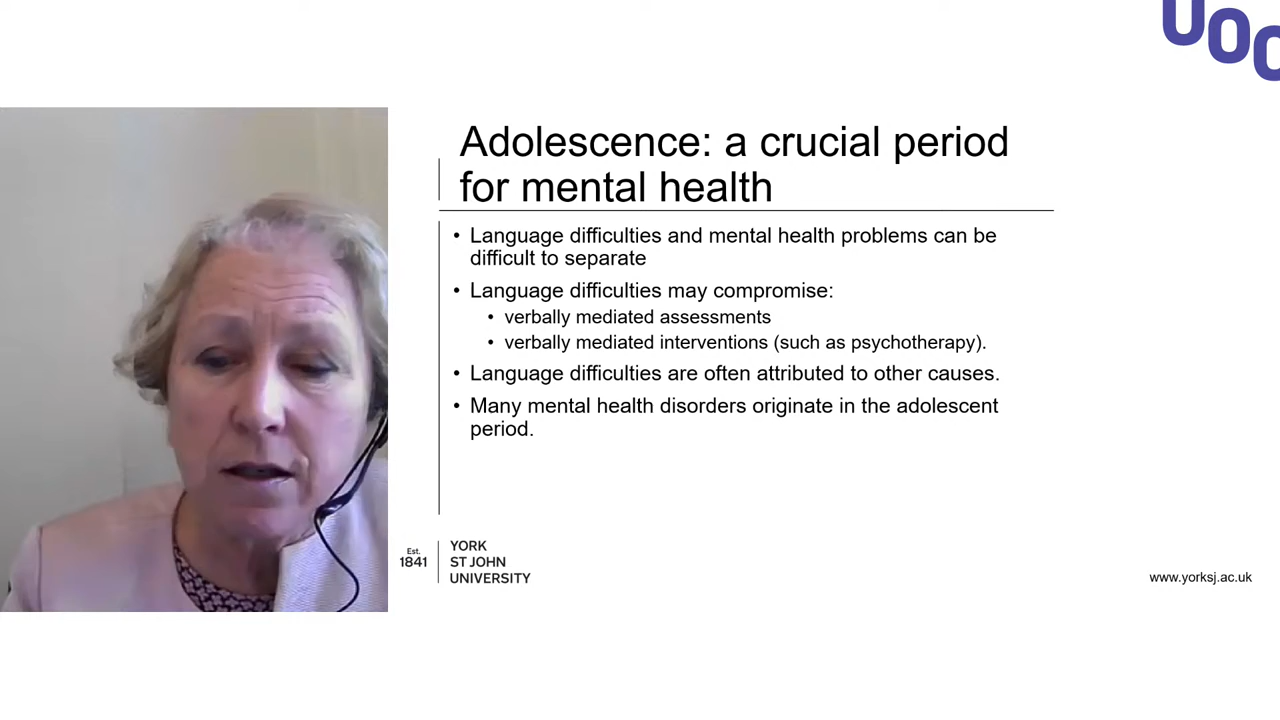 UOC
Adolescence: a crucial period
for mental health
• Language difficulties and mental health problems can be
difficult to separate
• Language difficulties may compromise:
• verbally mediated assessments
• verbally mediated interventions (such as psychotherapy).
• Language difficulties are often attributed to other causes.
• Many mental health disorders originate in the adolescent
period.
Est.
1841
YORK
ST JOHN
UNIVERSITY
www.yorksj.ac.uk